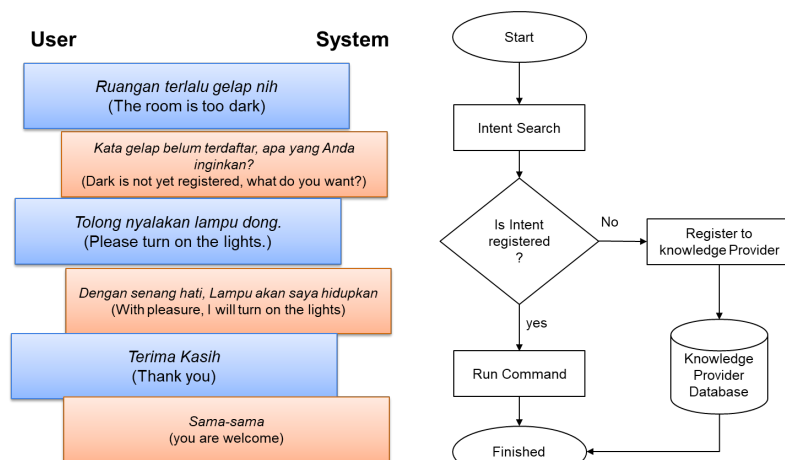 User
System
Ruangan terlalu gelap nih
(The room is too dark)
Kata gelap belum terdaftar, apa yang Anda
inginkan?
(Dark is not yet registered, what do you want?)
Tolong nyalakan lampu dong.
(Please turn on the lights.)
Dengan senang hati, Lampu akan saya hidupkan
(With pleasure, I will turn on the lights)
Terima Kasih
(Thank you)
Sama-sama
(you are welcome)
Start
Intent Search
Is Intent
registered
?
No
Register to
knowledge Provider
yes
Run Command
Knowledge
Provider
Database
Finished